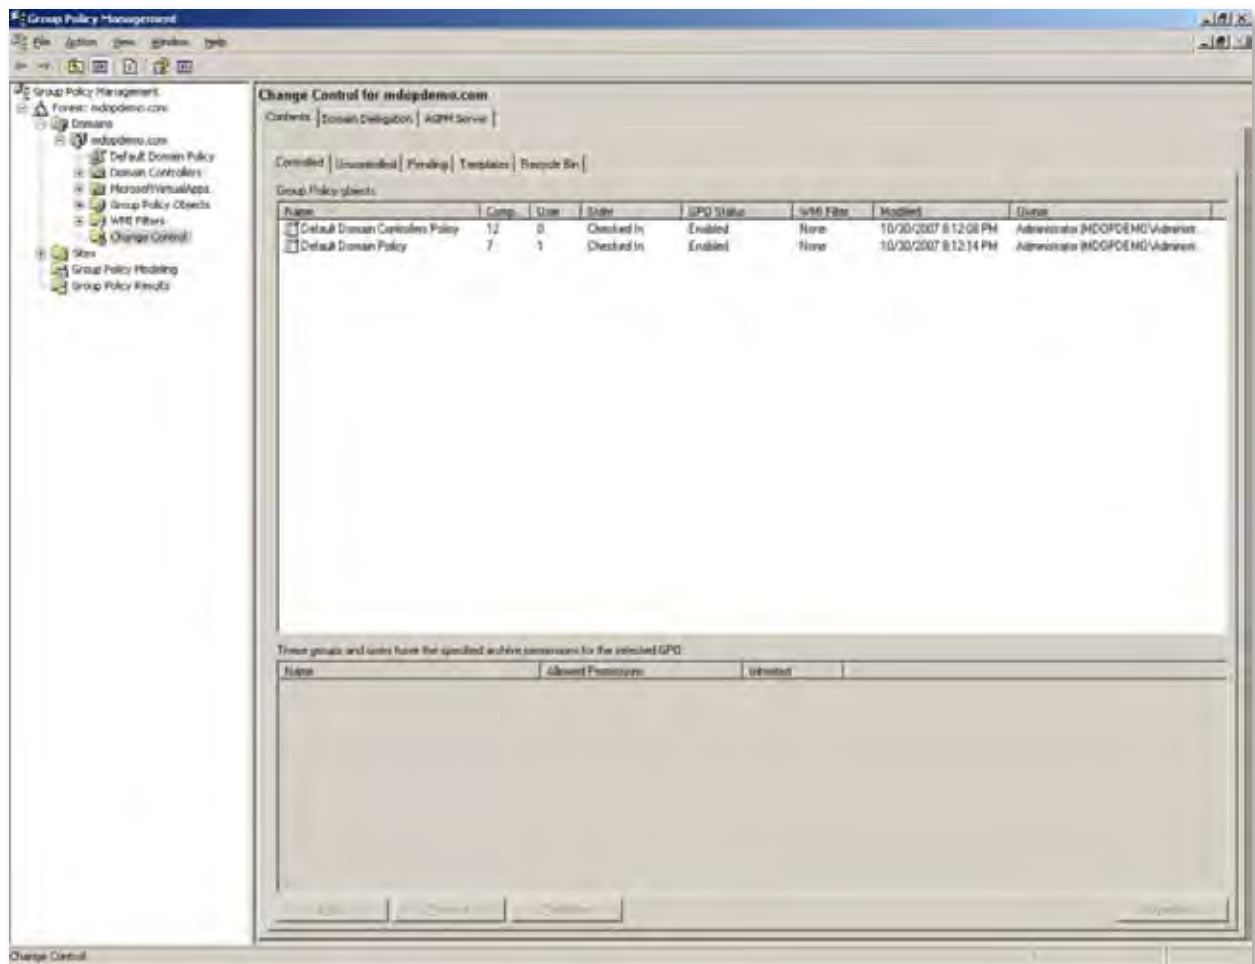 Group Policy Management
File Action View Window Help
Group Policy Management
Forest: mdopdemo.com
Domains
mdopdemo.com
Default Domain Policy
Domain Controllers
MicrosoftVirtualApps
Group Policy Objects
WMI Filters
Change Control
Sites
Group Policy Modeling
Group Policy Results
Change Control for mdopdemo.com
Contents Domain Delegation AGPM Server
Controlled Uncontrolled Pending Templates Recycle Bin
Group Policy objects
Name Comp... User State GPO Status WMI Filter Modified Owner
Default Domain Controllers Policy 12 0 Checked In Enabled None 10/30/2007 8:12:08 PM Administrator (MDOPDEMO\Administr...
Default Domain Policy 7 1 Checked In Enabled None 10/30/2007 8:12:14 PM Administrator (MDOPDEMO\Administr...
These groups and users have the specified archive permissions for the selected GPO:
Name Allowed Permissions Inherited
Change Control